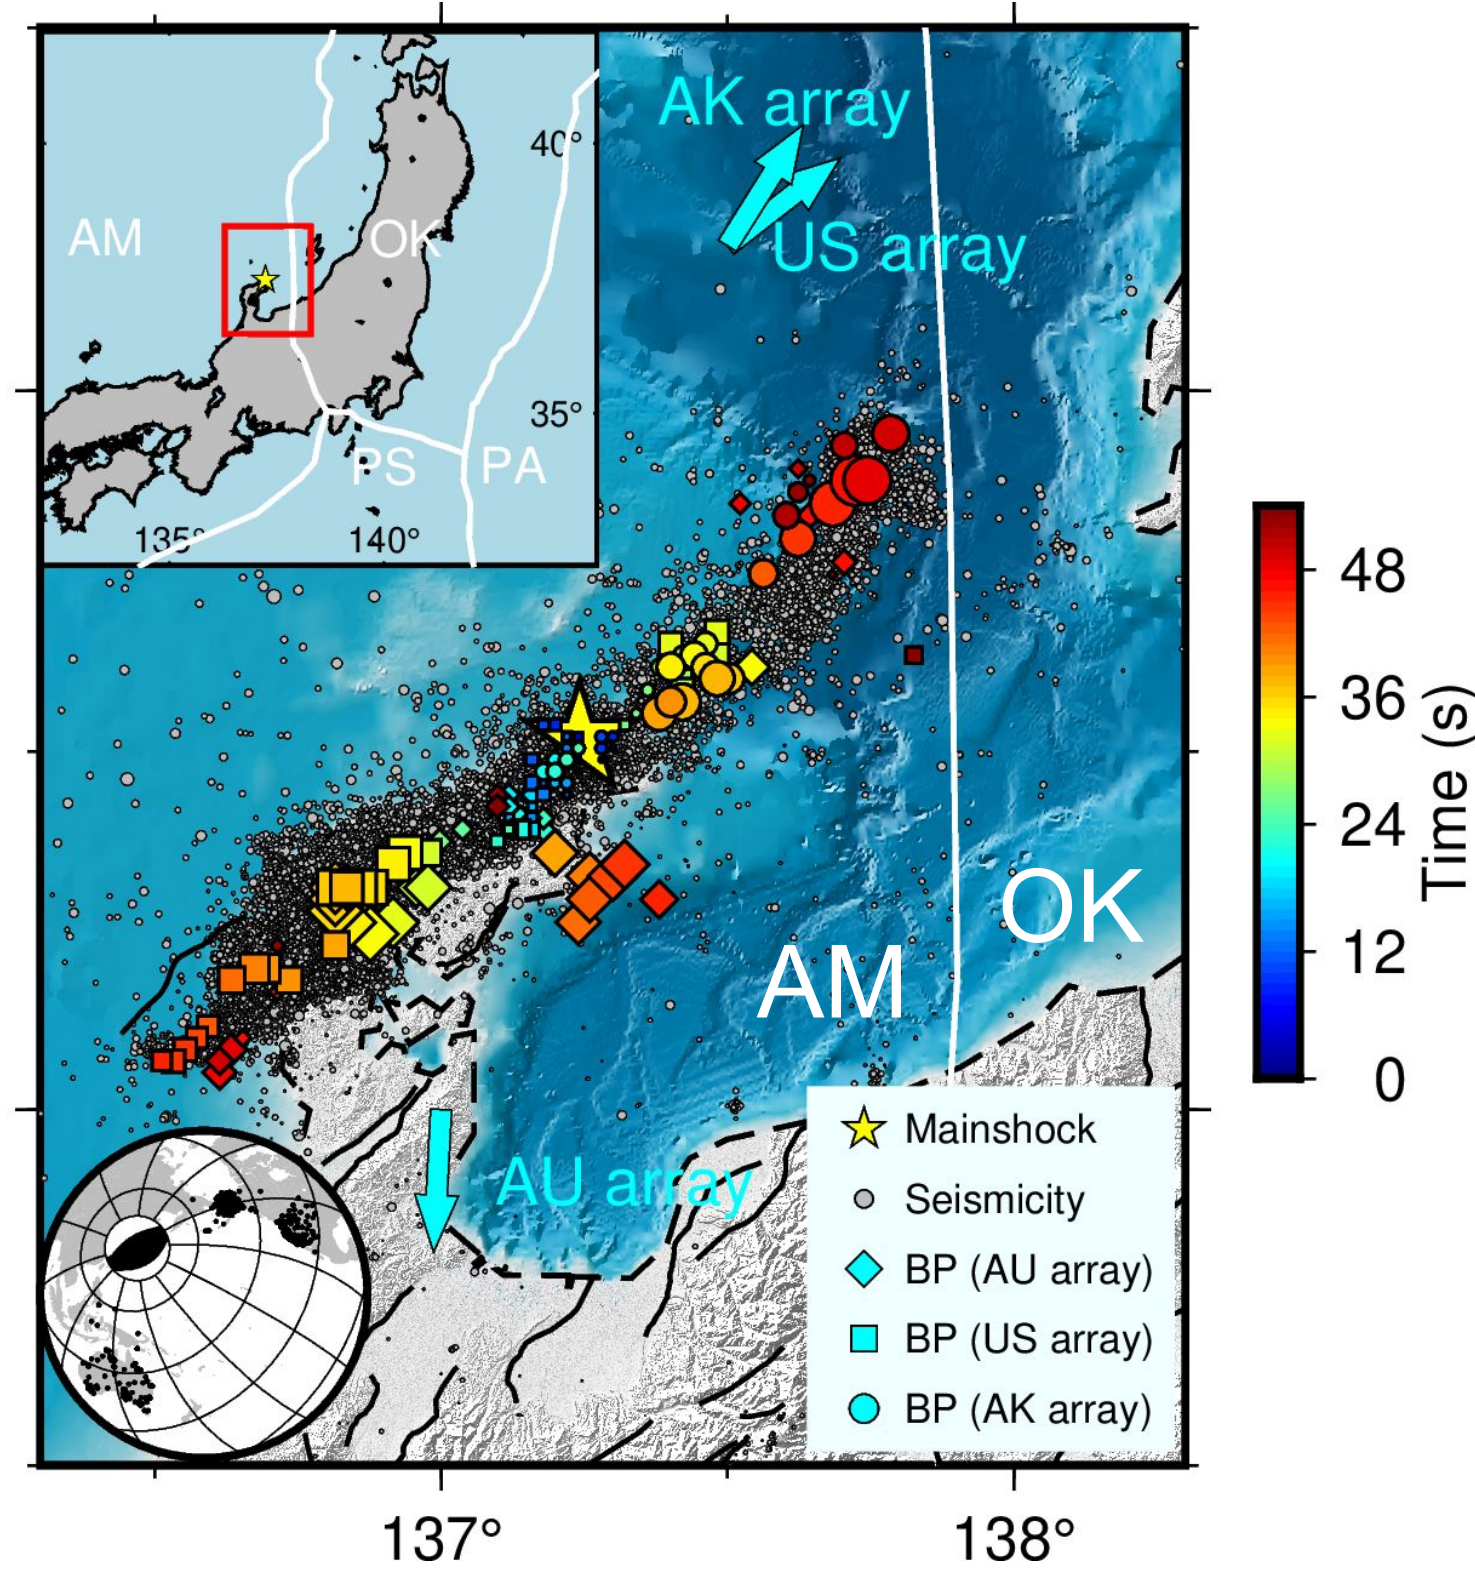 AK array
US array
40°
AM
OK
35°
PS
PA
135°
140°
48
36
24
12
0
Time (s)
OK
AM
AU array
Mainshock
Seismicity
BP (AU array)
BP (US array)
BP (AK array)
137°
138°